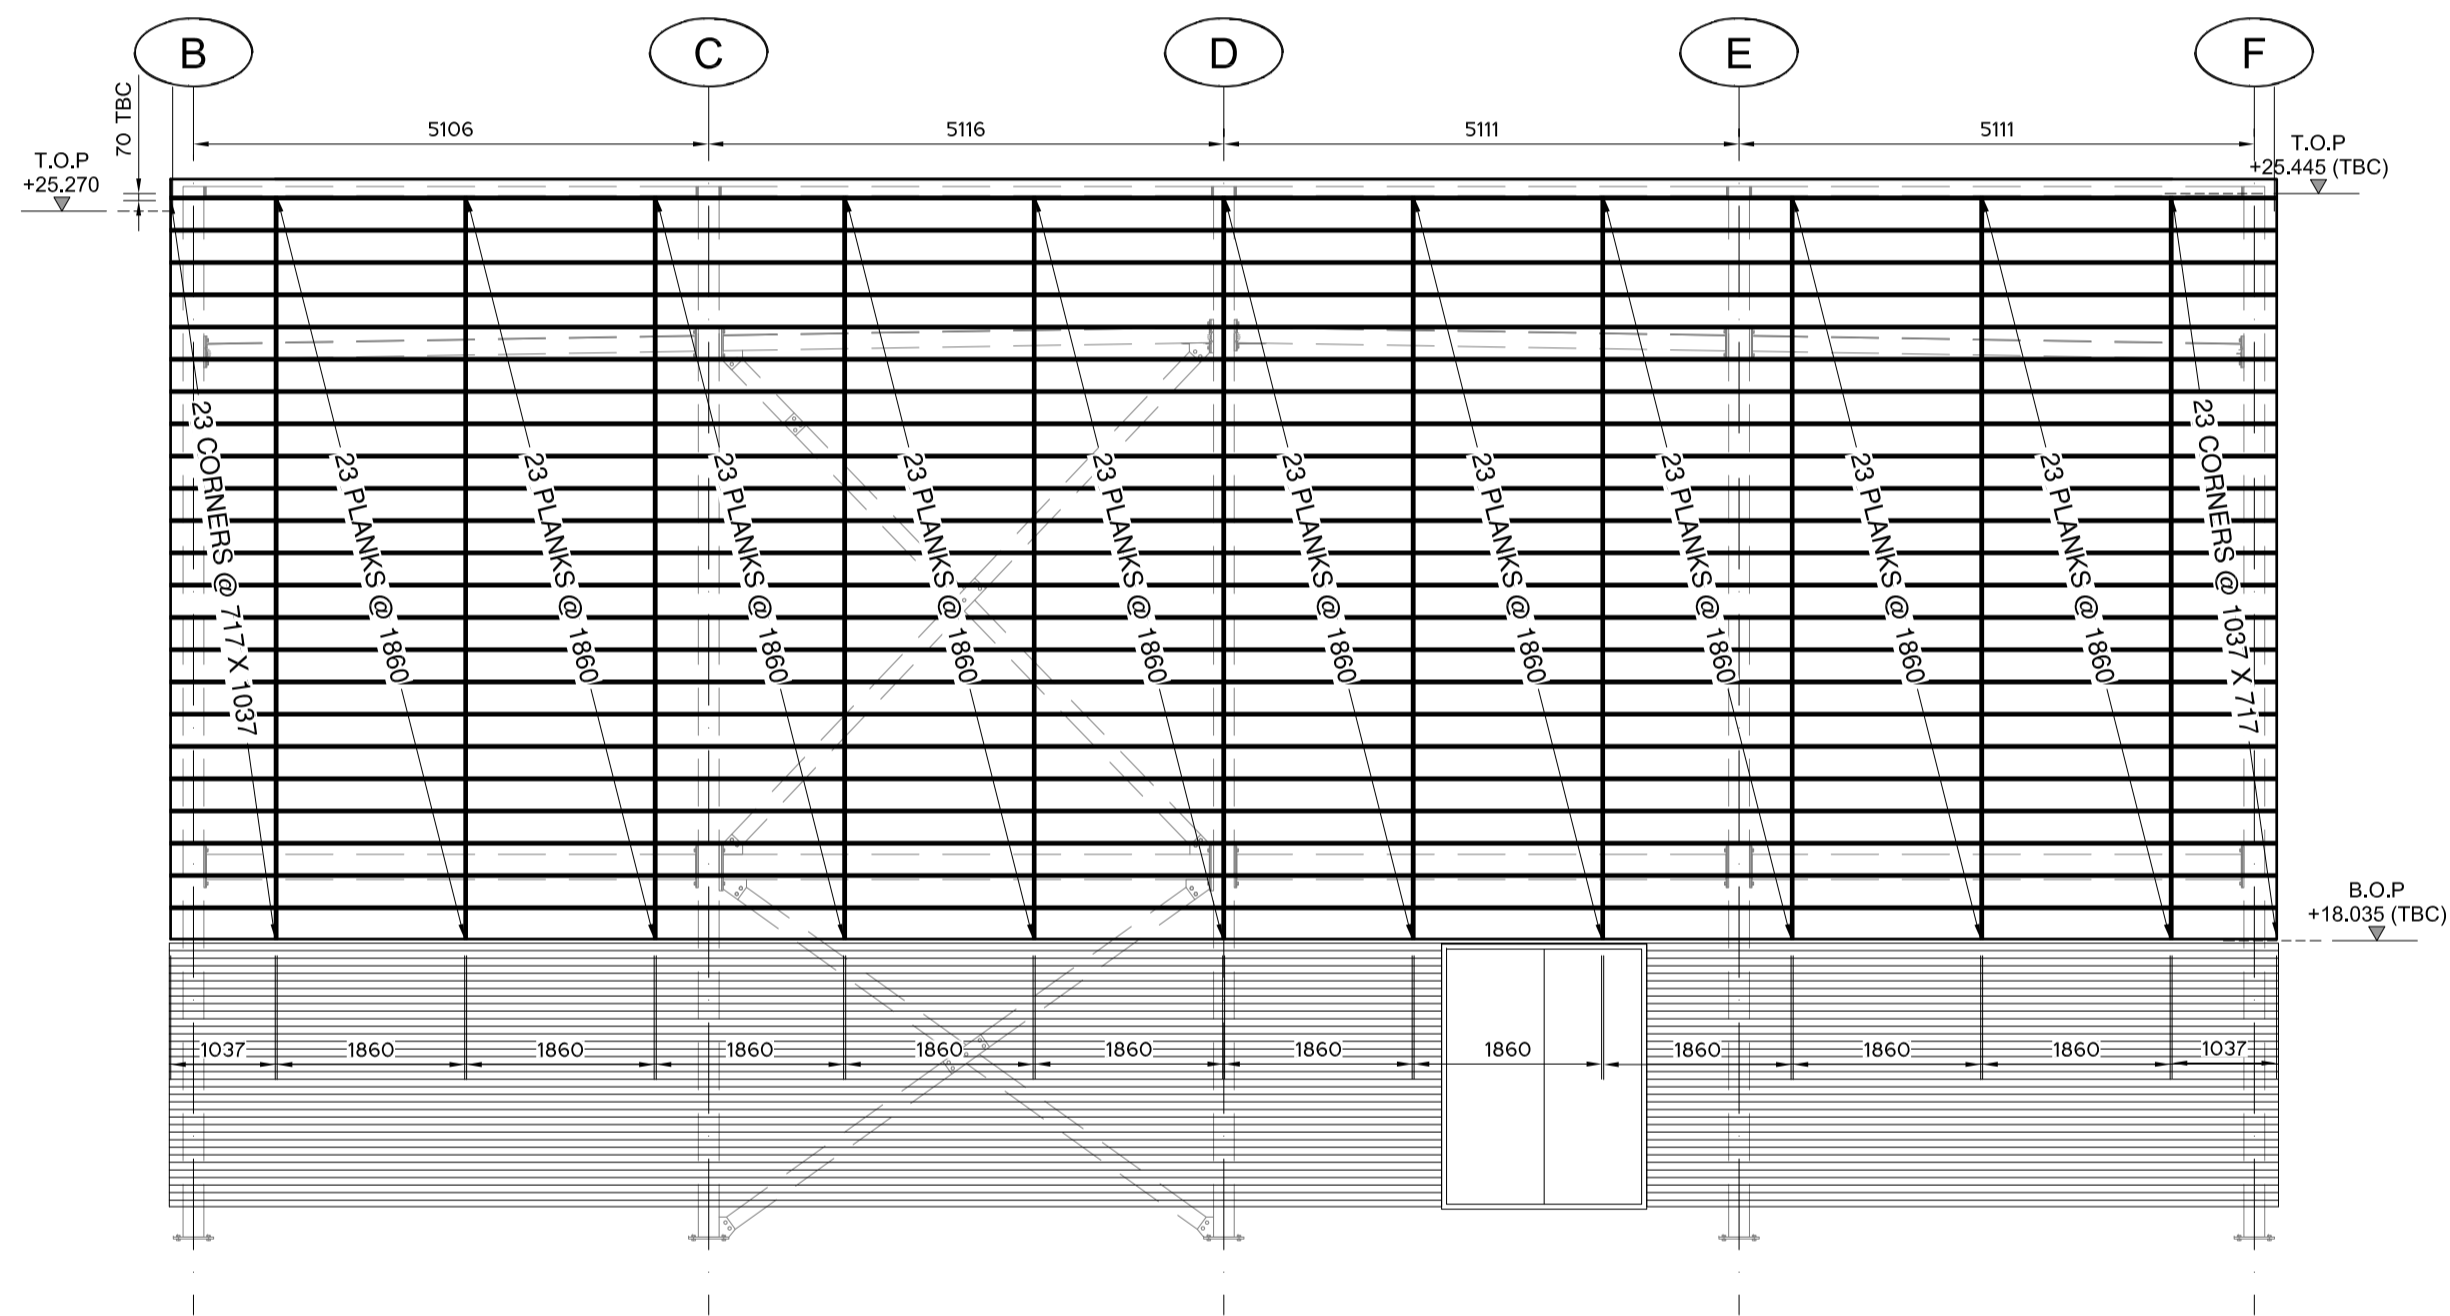 B
C
D
E
F
70 TBC
5106
5116
5111
5111
T.O.P
+25.270
T.O.P
+25.445 (TBC)
23 CORNERS @ 717 X 1037
23 PLANKS @ 1860
23 PLANKS @ 1860
23 PLANKS @ 1860
23 PLANKS @ 1860
23 PLANKS @ 1860
23 PLANKS @ 1860
23 PLANKS @ 1860
23 PLANKS @ 1860
23 PLANKS @ 1860
23 PLANKS @ 1860
23 CORNERS @ 1037 X 717
B.O.P
+18.035 (TBC)
1037
1860
1860
1860
1860
1860
1860
1860
1860
1860
1860
1037